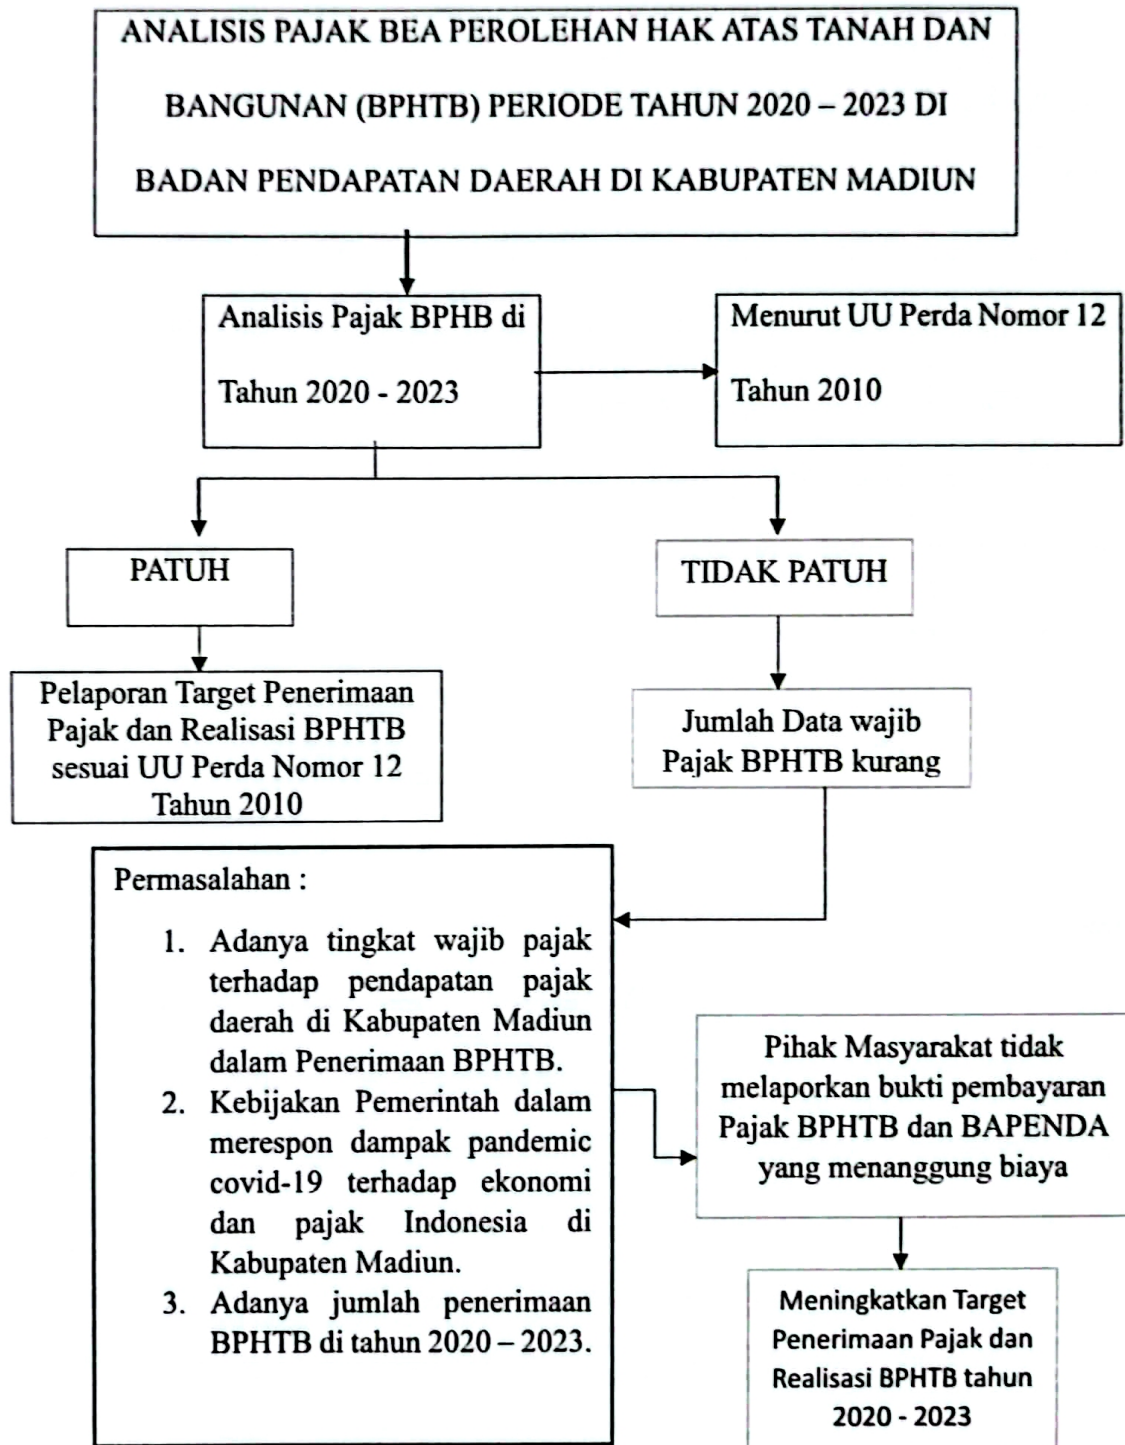 ANALISIS PAJAK BEA PEROLEHAN HAK ATAS TANAH DAN
BANGUNAN (BPHTB) PERIODE TAHUN 2020 – 2023 DI
BADAN PENDAPATAN DAERAH DI KABUPATEN MADIUN
Analisis Pajak BPHB di
Tahun 2020 - 2023
Menurut UU Perda Nomor 12
Tahun 2010
PATUH
TIDAK PATUH
Pelaporan Target Penerimaan
Pajak dan Realisasi BPHTB
sesuai UU Perda Nomor 12
Tahun 2010
Jumlah Data wajib
Pajak BPHTB kurang
Permasalahan :
1. Adanya tingkat wajib pajak
terhadap pendapatan pajak
daerah di Kabupaten Madiun
dalam Penerimaan BPHTB.
2. Kebijakan Pemerintah dalam
merespon dampak pandemic
covid-19 terhadap ekonomi
dan pajak Indonesia di
Kabupaten Madiun.
3. Adanya jumlah penerimaan
BPHTB di tahun 2020 – 2023.
Pihak Masyarakat tidak
melaporkan bukti pembayaran
Pajak BPHTB dan BAPENDA
yang menanggung biaya
Meningkatkan Target
Penerimaan Pajak dan
Realisasi BPHTB tahun
2020 - 2023